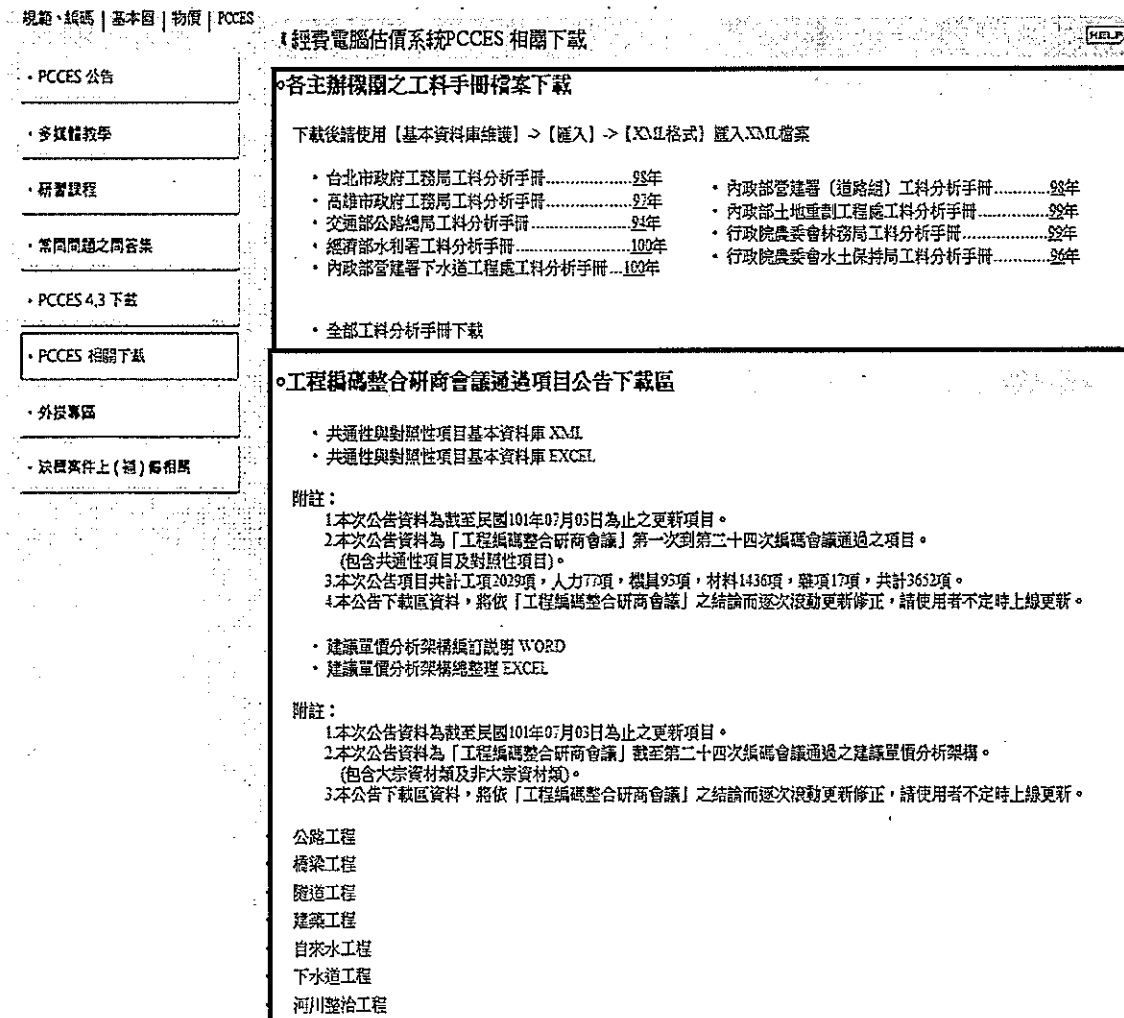 規範、編碼 | 基本圖 | 物價 | PCCES
經費電腦估價系統PCCES 相關下載
HELP
• PCCES 公告
• 多媒體教學
• 研習課程
• 常問問題之問答集
• PCCES 4.3 下載
• PCCES 相關下載
• 外掛專區
• 決標案件上(補)傳相關
各主辦機關之工料手冊檔案下載
下載後請使用【基本資料庫維護】->【匯入】->【XML格式】匯入XML檔案
• 台北市政府工務局工料分析手冊..................98年
• 高雄市政府工務局工料分析手冊..................97年
• 交通部公路總局工料分析手冊....................94年
• 經濟部水利署工料分析手冊........................100年
• 內政部營建署下水道工程處工料分析手冊...100年
• 內政部營建署〔道路組〕工料分析手冊............98年
• 內政部土地重劃工程處工料分析手冊..............99年
• 行政院農委會林務局工料分析手冊..................99年
• 行政院農委會水土保持局工料分析手冊............96年
• 全部工料分析手冊下載
工程編碼整合研商會議通過項目公告下載區
• 共通性與對照性項目基本資料庫 XML
• 共通性與對照性項目基本資料庫 EXCEL
附註：
1.本次公告資料為截至民國101年07月03日為止之更新項目。
2.本次公告資料為「工程編碼整合研商會議」第一次到第二十四次編碼會議通過之項目。
(包含共通性項目及對照性項目)。
3.本次公告項目共計工項2029項，人力77項，機具93項，材料1436項，雜項17項，共計3652項。
4.本公告下載區資料，將依「工程編碼整合研商會議」之結論而逐次滾動更新修正，請使用者不定時上線更新。
• 建議單價分析架構編訂說明 WORD
• 建議單價分析架構總整理 EXCEL
附註：
1.本次公告資料為截至民國101年07月03日為止之更新項目。
2.本次公告資料為「工程編碼整合研商會議」截至第二十四次編碼會議通過之建議單價分析架構。
(包含大宗資材類及非大宗資材類)。
3.本公告下載區資料，將依「工程編碼整合研商會議」之結論而逐次滾動更新修正，請使用者不定時上線更新。
公路工程
橋梁工程
隧道工程
建築工程
自來水工程
下水道工程
河川整治工程